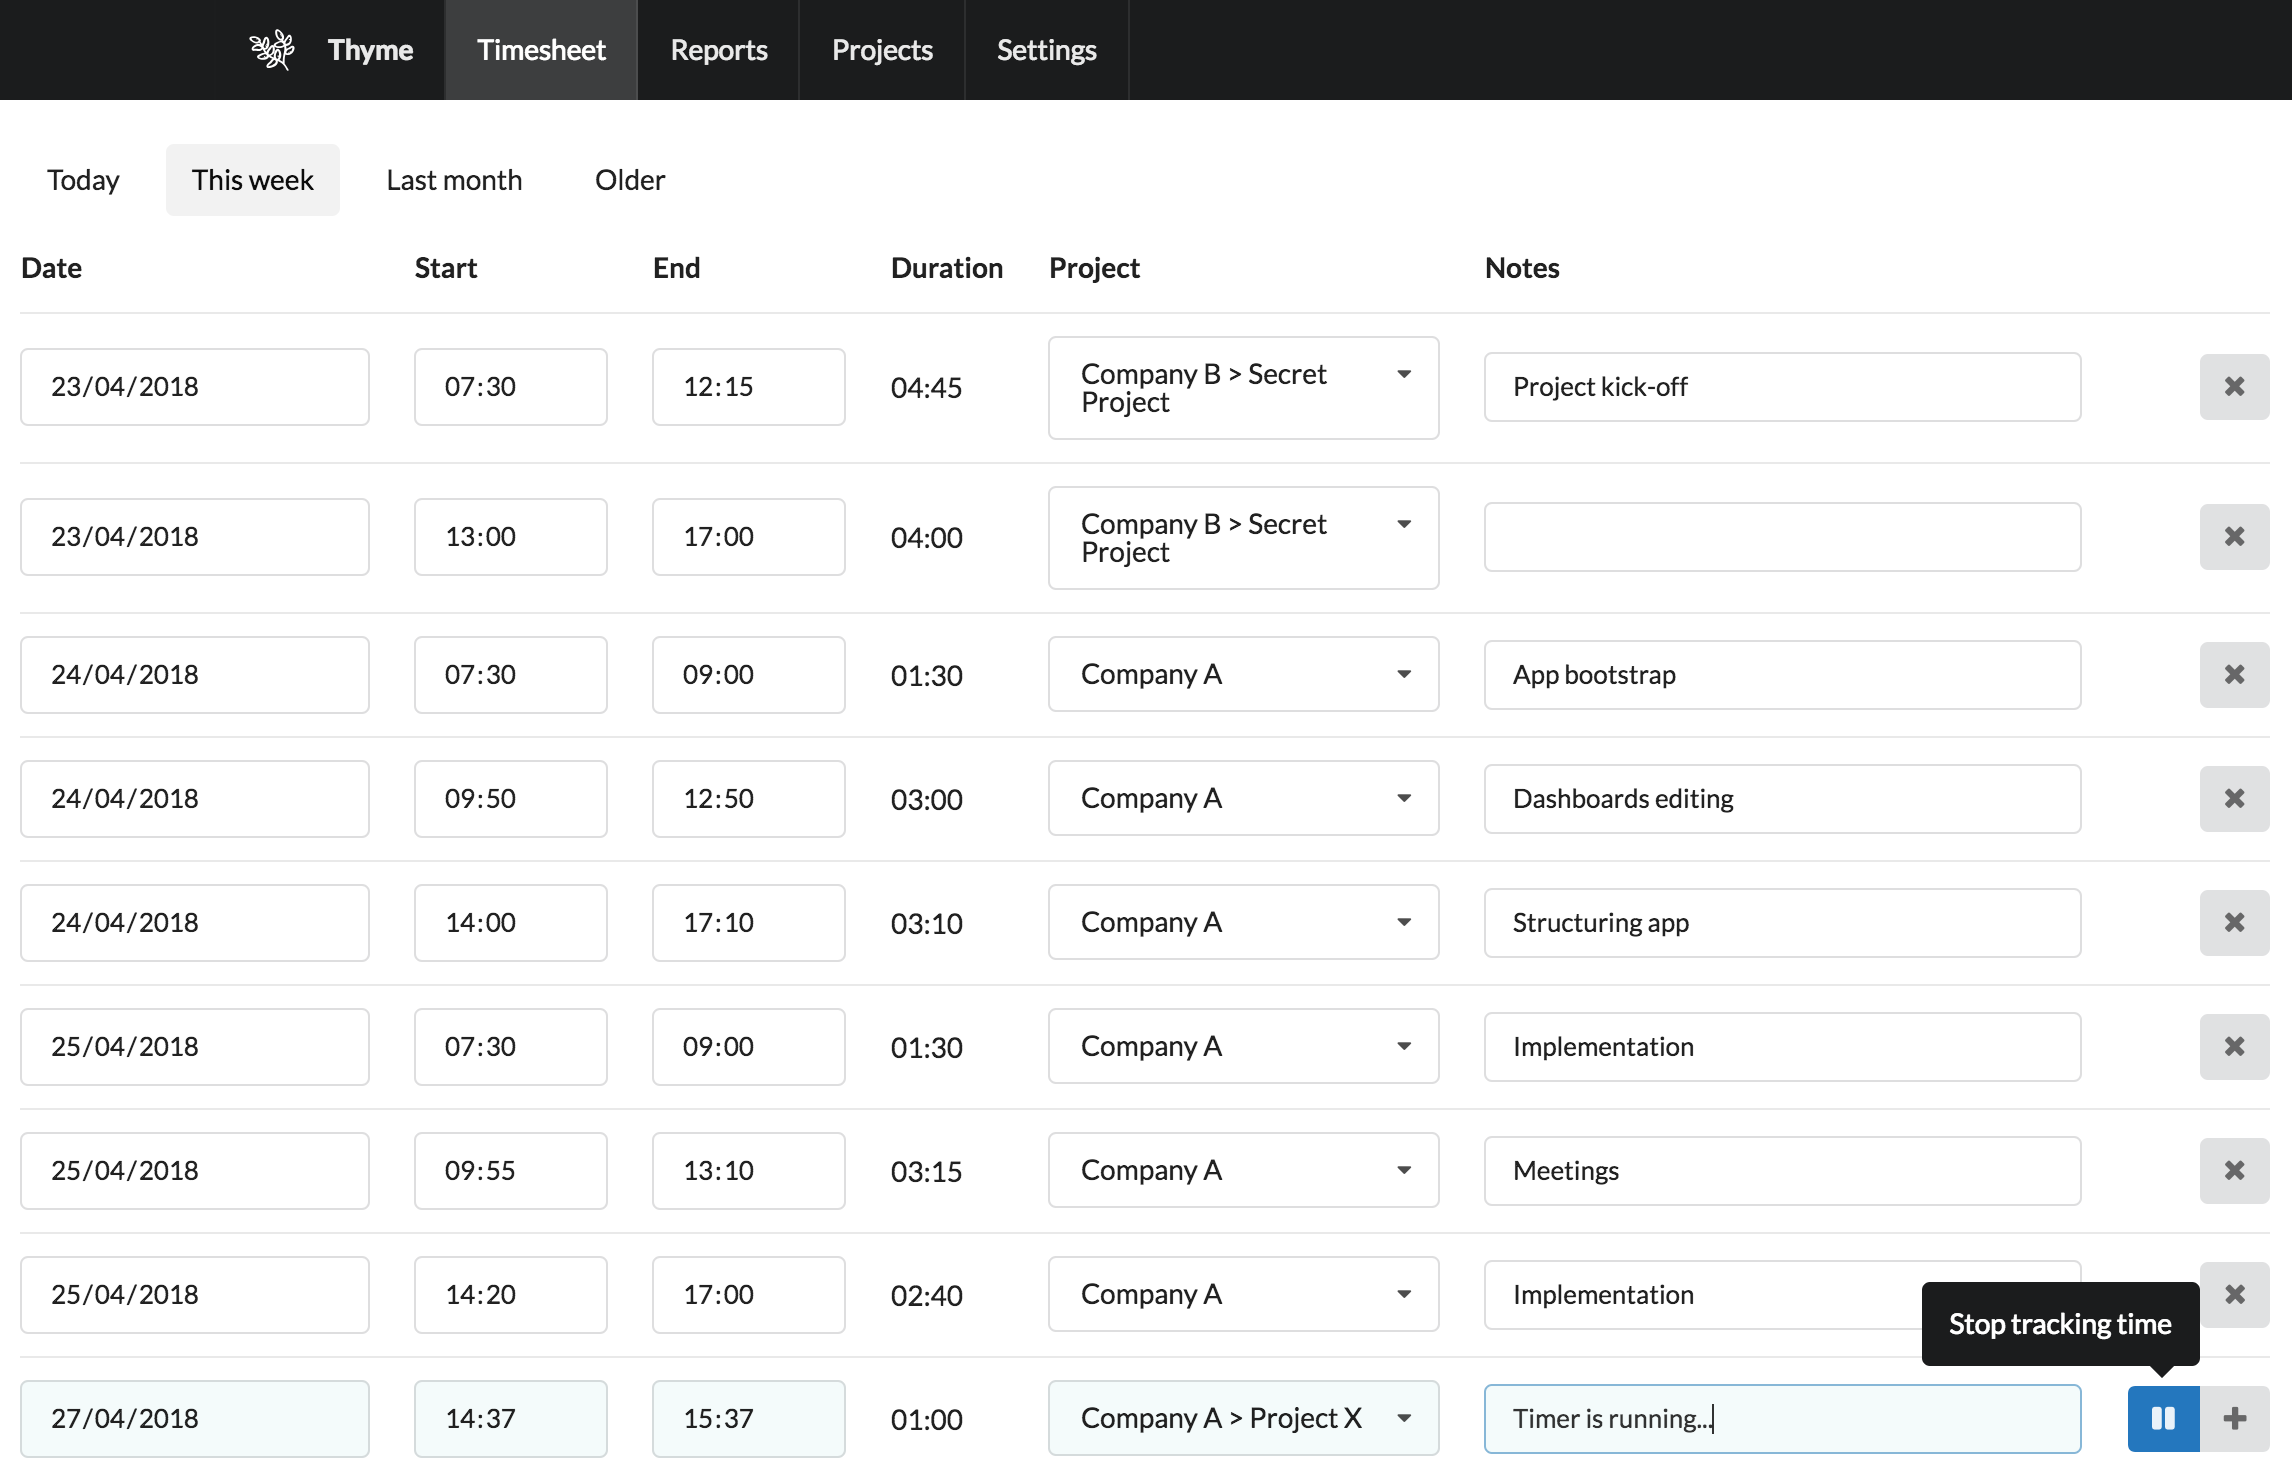 Thyme Timesheet Reports Projects Settings
Today This week Last month Older
Date Start End Duration Project Notes
23/04/2018 07:30 12:15 04:45 Company B > Secret Project Project kick-off
23/04/2018 13:00 17:00 04:00 Company B > Secret Project
24/04/2018 07:30 09:00 01:30 Company A App bootstrap
24/04/2018 09:50 12:50 03:00 Company A Dashboards editing
24/04/2018 14:00 17:10 03:10 Company A Structuring app
25/04/2018 07:30 09:00 01:30 Company A Implementation
25/04/2018 09:55 13:10 03:15 Company A Meetings
25/04/2018 14:20 17:00 02:40 Company A Implementation
Stop tracking time
27/04/2018 14:37 15:37 01:00 Company A > Project X Timer is running...